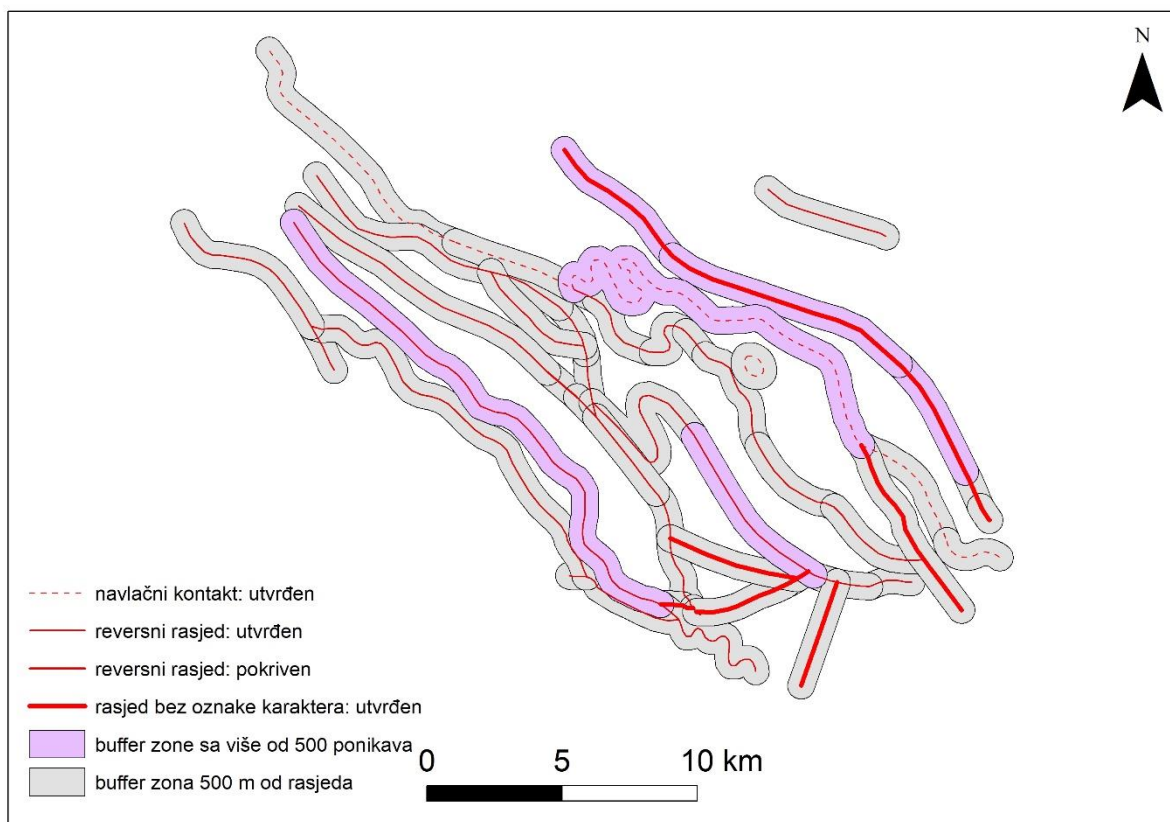 N
navlačni kontakt: utvrđen
reversni rasjed: utvrđen
reversni rasjed: pokriven
rasjed bez oznake karaktera: utvrđen
buffer zone sa više od 500 ponikava
buffer zona 500 m od rasjeda
0 5 10 km